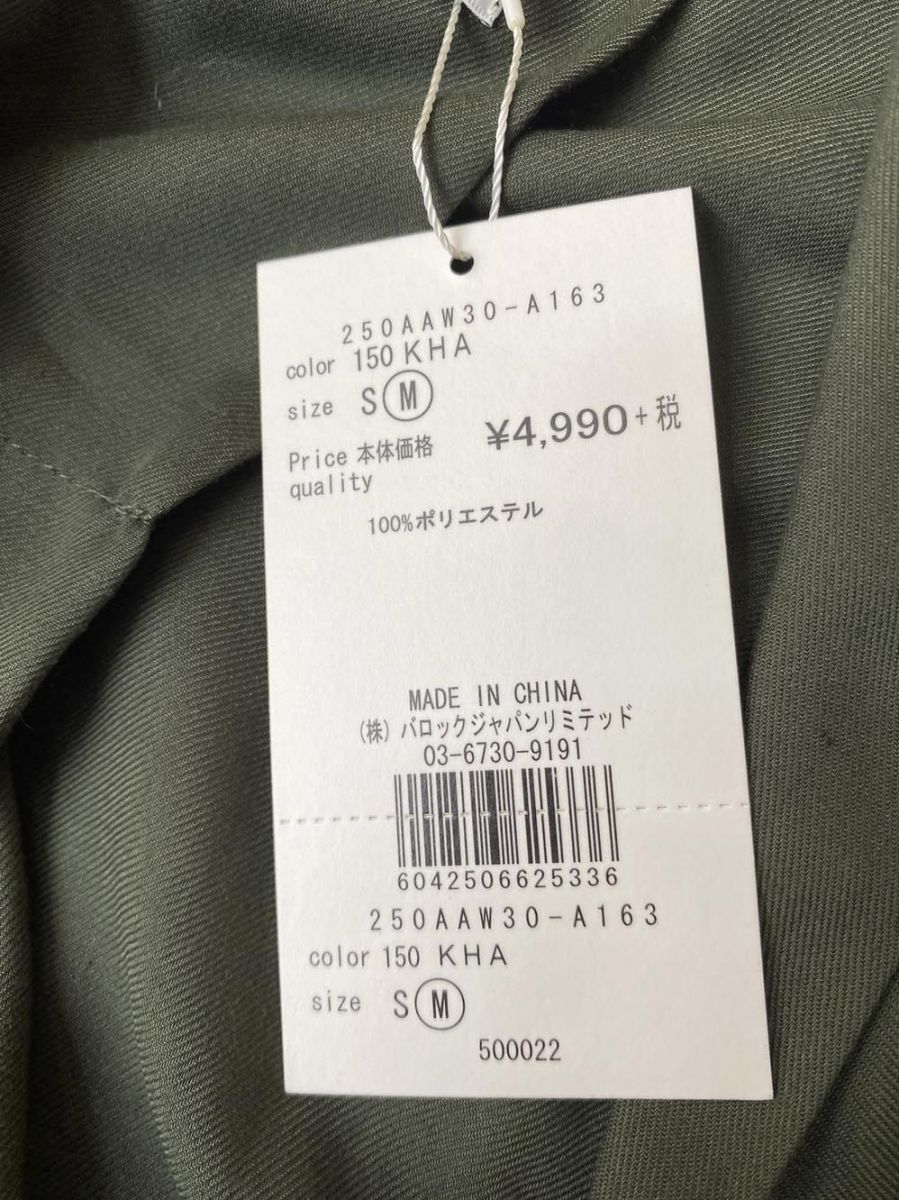 250AAW30-A163
color 150 KHA
size S M
Price 本体価格 ¥4,990+税
quality
100%ポリエステル
MADE IN CHINA
(株) バロックジャパンリミテッド
03-6730-9191
6042506625336
250AAW30-A163
color 150 KHA
size S M
500022